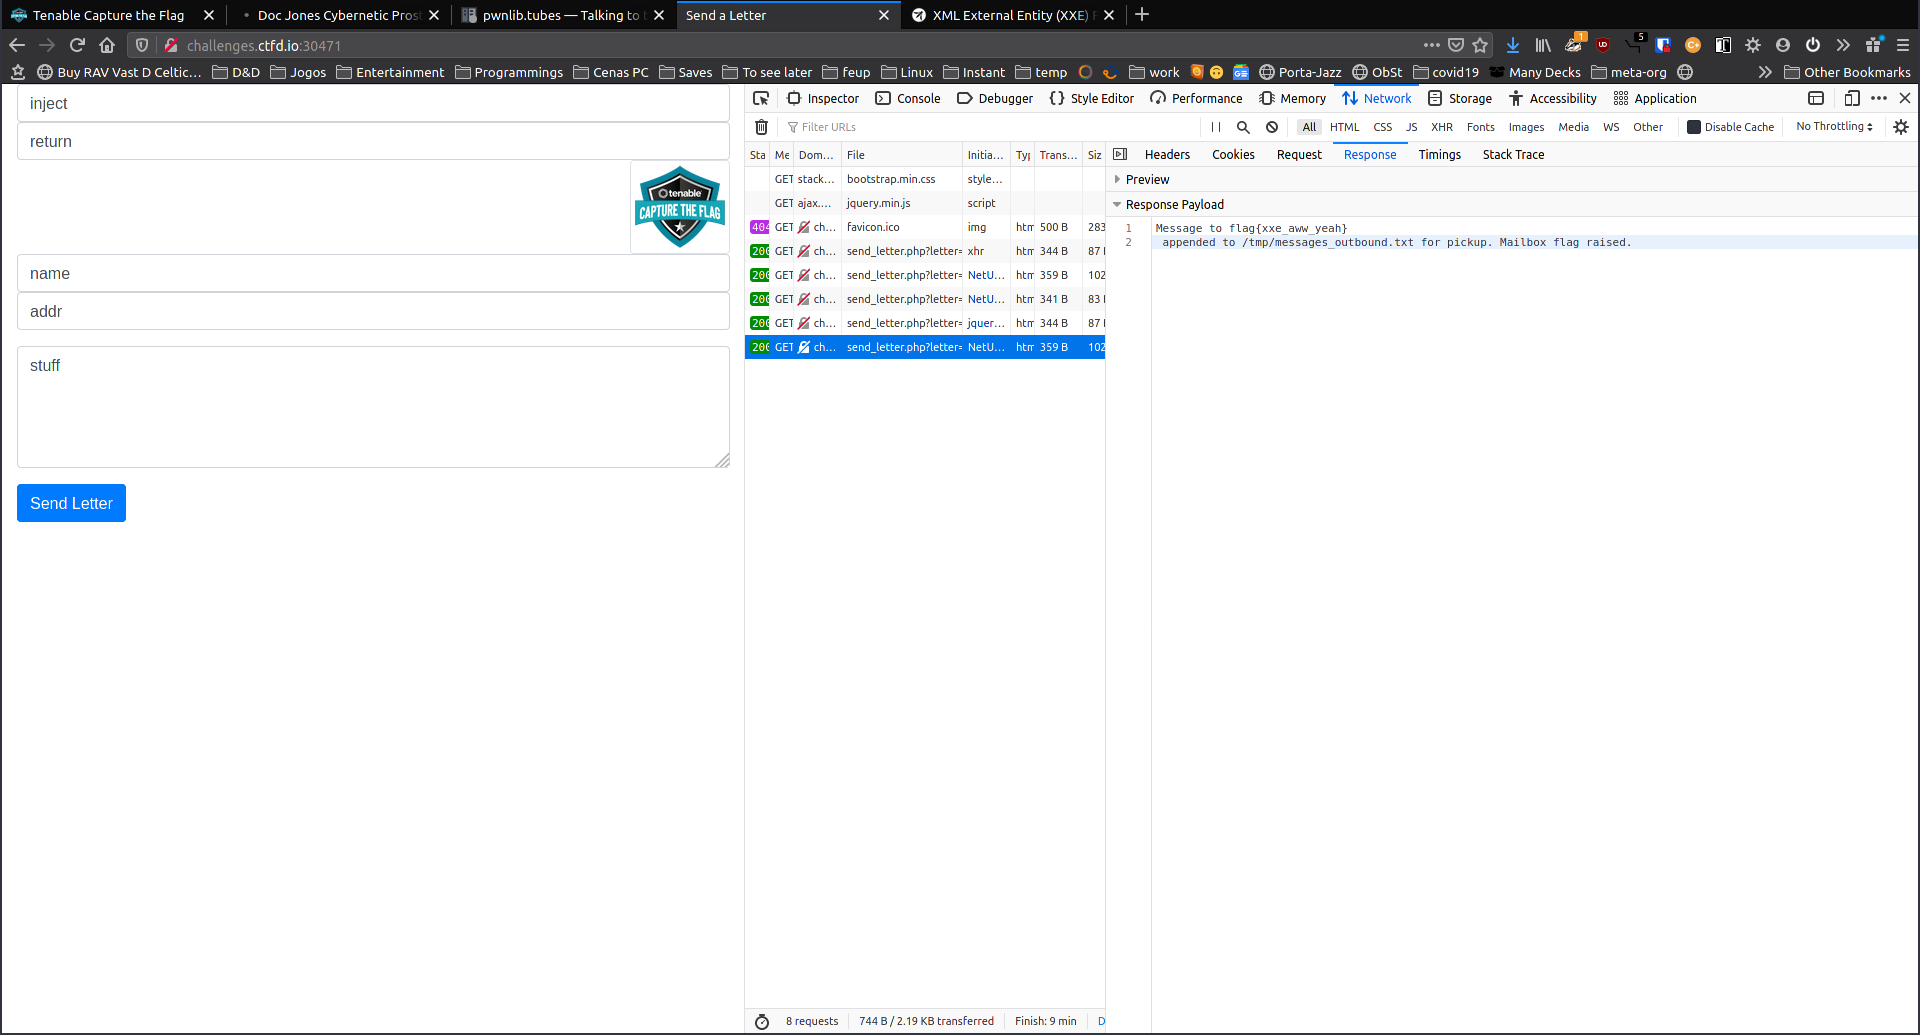 Tenable Capture the Flag
Doc Jones Cybernetic Prost
pwnlib.tubes — Talking to
Send a Letter
XML External Entity (XXE)
challenges.ctfd.io:30471
1
5
Buy RAV Vast D Celtic...
D&D
Jogos
Entertainment
Programmings
Cenas PC
Saves
To see later
feup
Linux
Instant
temp
work
Porta-Jazz
ObSt
covid19
Many Decks
meta-org
Other Bookmarks
inject
return
tenable
CAPTURE THE FLAG
name
addr
stuff
Send Letter
Inspector
Console
Debugger
Style Editor
Performance
Memory
Network
Storage
Accessibility
Application
Filter URLs
All HTML CSS JS XHR Fonts Images Media WS Other
Disable Cache
No Throttling
Sta Me Dom... File Initia... Typ Trans... Siz
GET stack... bootstrap.min.css style...
GET ajax.... jquery.min.js script
404 GET ch... favicon.ico img htm 500 B 283
200 GET ch... send_letter.php?letter= xhr htm 344 B 87
200 GET ch... send_letter.php?letter= NetU... htm 359 B 102
200 GET ch... send_letter.php?letter= NetU... htm 341 B 83
200 GET ch... send_letter.php?letter= jquer... htm 344 B 87
200 GET ch... send_letter.php?letter= NetU... htm 359 B 102
Headers Cookies Request Response Timings Stack Trace
Preview
Response Payload
1 Message to flag{xxe_aww_yeah}
2 appended to /tmp/messages_outbound.txt for pickup. Mailbox flag raised.
8 requests
744 B / 2.19 KB transferred
Finish: 9 min
D